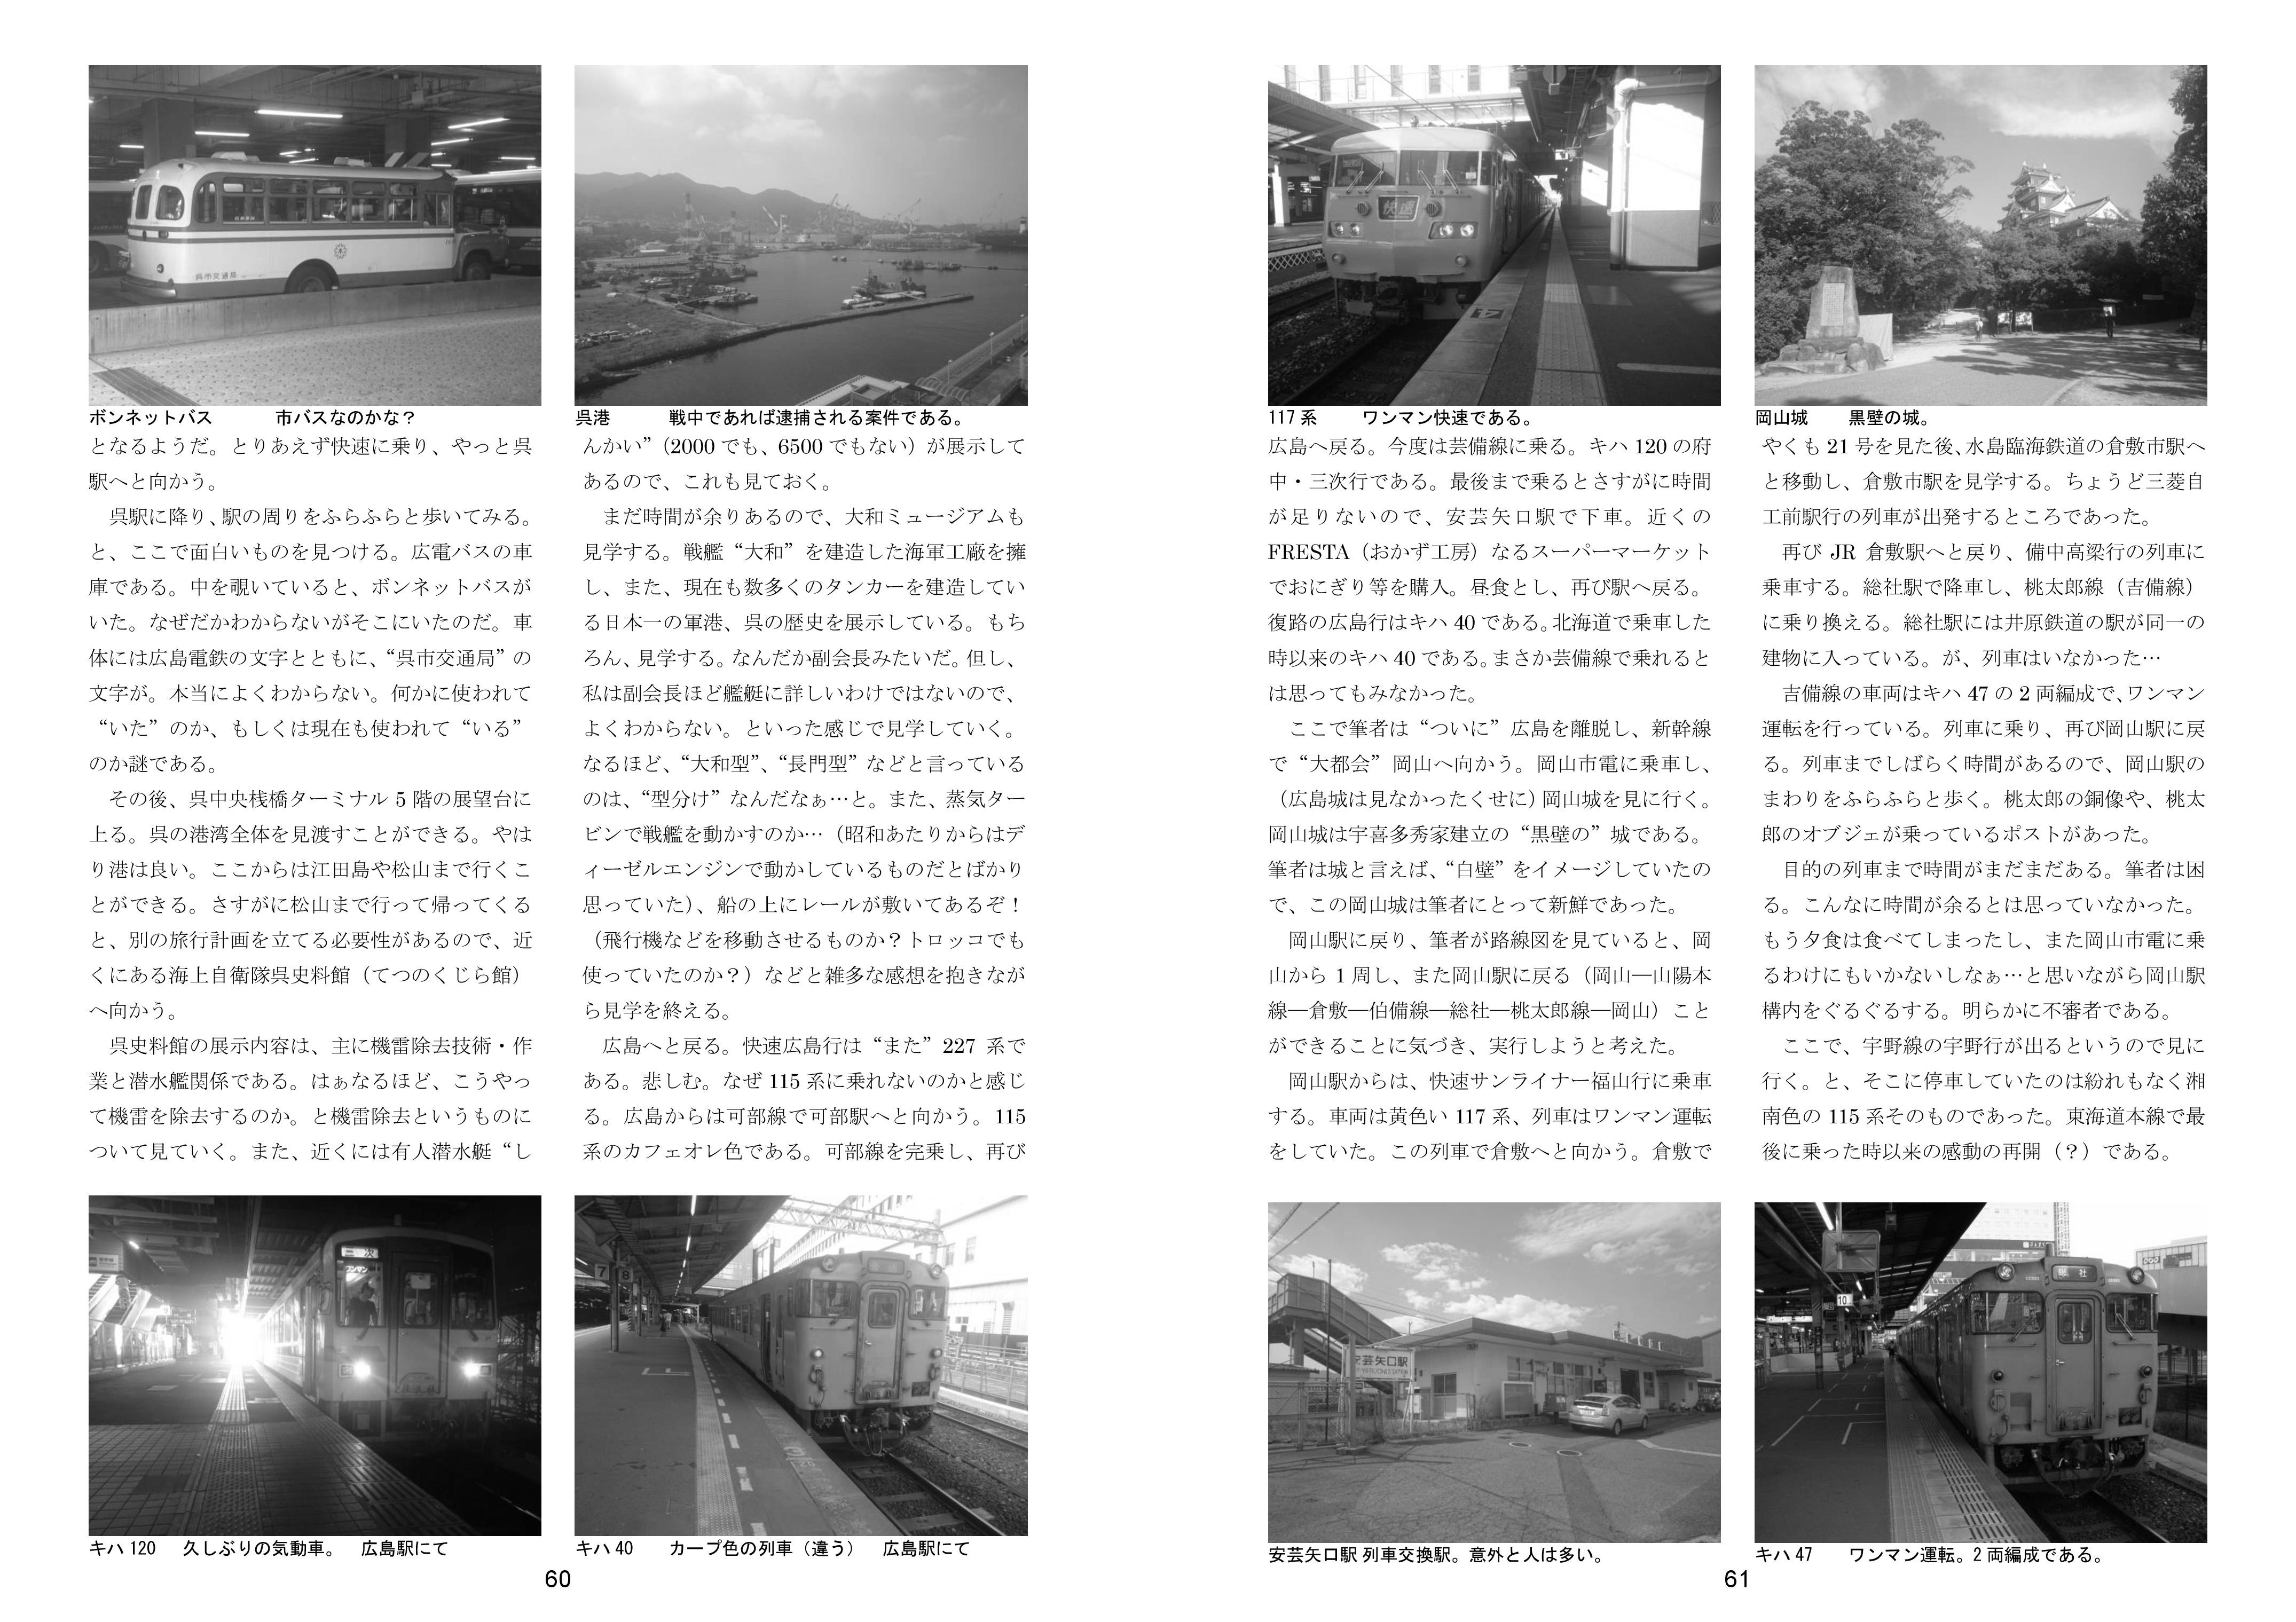 呉市交通局
ボンネットバス 市バスなのかな？
となるようだ。とりあえず快速に乗り、やっと呉
駅へと向かう。
呉駅に降り、駅の周りをふらふらと歩いてみる。
と、ここで面白いものを見つける。広電バスの車
庫である。中を覗いていると、ボンネットバスが
いた。なぜだかわからないがそこにいたのだ。車
体には広島電鉄の文字とともに、“呉市交通局”の
文字が。本当によくわからない。何かに使われて
“いた”のか、もしくは現在も使われて“いる”
のか謎である。
その後、呉中央桟橋ターミナル 5 階の展望台に
上る。呉の港湾全体を見渡すことができる。やは
り港は良い。ここからは江田島や松山まで行くこ
とができる。さすがに松山まで行って帰ってくる
と、別の旅行計画を立てる必要性があるので、近
くにある海上自衛隊呉史料館（てつのくじら館）
へ向かう。
呉史料館の展示内容は、主に機雷除去技術・作
業と潜水艦関係である。はぁなるほど、こうやっ
て機雷を除去するのか。と機雷除去というものに
ついて見ていく。また、近くには有人潜水艇“し
三次
ワンマン
キハ 120 久しぶりの気動車。 広島駅にて
呉港 戦中であれば逮捕される案件である。
んかい”（2000 でも、6500 でもない）が展示して
あるので、これも見ておく。
まだ時間が余りあるので、大和ミュージアムも
見学する。戦艦“大和”を建造した海軍工廠を擁
し、また、現在も数多くのタンカーを建造してい
る日本一の軍港、呉の歴史を展示している。もち
ろん、見学する。なんだか副会長みたいだ。但し、
私は副会長ほど艦艇に詳しいわけではないので、
よくわからない。といった感じで見学していく。
なるほど、“大和型”、“長門型”などと言っている
のは、“型分け”なんだなぁ…と。また、蒸気ター
ビンで戦艦を動かすのか…（昭和あたりからはデ
ィーゼルエンジンで動かしているものだとばかり
思っていた）、船の上にレールが敷いてあるぞ！
（飛行機などを移動させるものか？トロッコでも
使っていたのか？）などと雑多な感想を抱きなが
ら見学を終える。
広島へと戻る。快速広島行は“また”227 系で
ある。悲しむ。なぜ 115 系に乗れないのかと感じ
る。広島からは可部線で可部駅へと向かう。115
系のカフェオレ色である。可部線を完乗し、再び
7 8
キハ 40 カープ色の列車（違う） 広島駅にて
60
快速
117 系 ワンマン快速である。
広島へ戻る。今度は芸備線に乗る。キハ 120 の府
中・三次行である。最後まで乗るとさすがに時間
が足りないので、安芸矢口駅で下車。近くの
FRESTA（おかず工房）なるスーパーマーケット
でおにぎり等を購入。昼食とし、再び駅へ戻る。
復路の広島行はキハ 40 である。北海道で乗車した
時以来のキハ 40 である。まさか芸備線で乗れると
は思ってもみなかった。
ここで筆者は“ついに”広島を離脱し、新幹線
で“大都会”岡山へ向かう。岡山市電に乗車し、
（広島城は見なかったくせに）岡山城を見に行く。
岡山城は宇喜多秀家建立の“黒壁の”城である。
筆者は城と言えば、“白壁”をイメージしていたの
で、この岡山城は筆者にとって新鮮であった。
岡山駅に戻り、筆者が路線図を見ていると、岡
山から 1 周し、また岡山駅に戻る（岡山―山陽本
線―倉敷―伯備線―総社―桃太郎線―岡山）こと
ができることに気づき、実行しようと考えた。
岡山駅からは、快速サンライナー福山行に乗車
する。車両は黄色い 117 系、列車はワンマン運転
をしていた。この列車で倉敷へと向かう。倉敷で
安芸矢口駅
安芸矢口駅 列車交換駅。意外と人は多い。
岡山城 黒壁の城。
やくも 21 号を見た後、水島臨海鉄道の倉敷市駅へ
と移動し、倉敷市駅を見学する。ちょうど三菱自
工前駅行の列車が出発するところであった。
再び JR 倉敷駅へと戻り、備中高梁行の列車に
乗車する。総社駅で降車し、桃太郎線（吉備線）
に乗り換える。総社駅には井原鉄道の駅が同一の
建物に入っている。が、列車はいなかった…
吉備線の車両はキハ 47 の 2 両編成で、ワンマン
運転を行っている。列車に乗り、再び岡山駅に戻
る。列車までしばらく時間があるので、岡山駅の
まわりをふらふらと歩く。桃太郎の銅像や、桃太
郎のオブジェが乗っているポストがあった。
目的の列車まで時間がまだまだある。筆者は困
る。こんなに時間が余るとは思っていなかった。
もう夕食は食べてしまったし、また岡山市電に乗
るわけにもいかないしなぁ…と思いながら岡山駅
構内をぐるぐるする。明らかに不審者である。
ここで、宇野線の宇野行が出るというので見に
行く。と、そこに停車していたのは紛れもなく湘
南色の 115 系そのものであった。東海道本線で最
後に乗った時以来の感動の再開（？）である。
10
総社
キハ 47 ワンマン運転。2 両編成である。
61